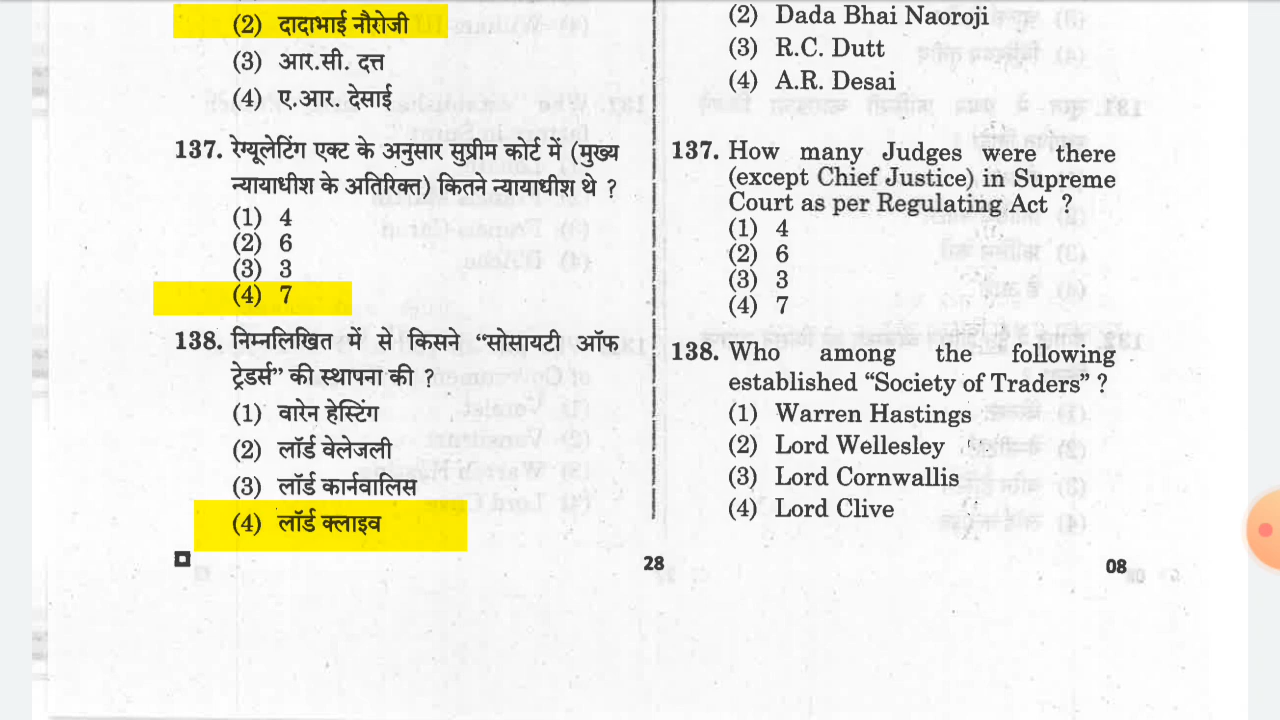 (2) दादाभाई नौरोजी
(3) आर.सी. दत्त
(4) ए.आर. देसाई
137. रेग्यूलेटिंग एक्ट के अनुसार सुप्रीम कोर्ट में (मुख्य
न्यायाधीश के अतिरिक्त) कितने न्यायाधीश थे ?
(1) 4
(2) 6
(3) 3
(4) 7
138. निम्नलिखित में से किसने “सोसायटी ऑफ
ट्रेडर्स” की स्थापना की ?
(1) वारेन हेस्टिंग
(2) लॉर्ड वेलेजली
(3) लॉर्ड कार्नवालिस
(4) लॉर्ड क्लाइव
(2) Dada Bhai Naoroji
(3) R.C. Dutt
(4) A.R. Desai
137. How many Judges were there
(except Chief Justice) in Supreme
Court as per Regulating Act ?
(1) 4
(2) 6
(3) 3
(4) 7
138. Who among the following
established “Society of Traders” ?
(1) Warren Hastings
(2) Lord Wellesley
(3) Lord Cornwallis
(4) Lord Clive
28
08